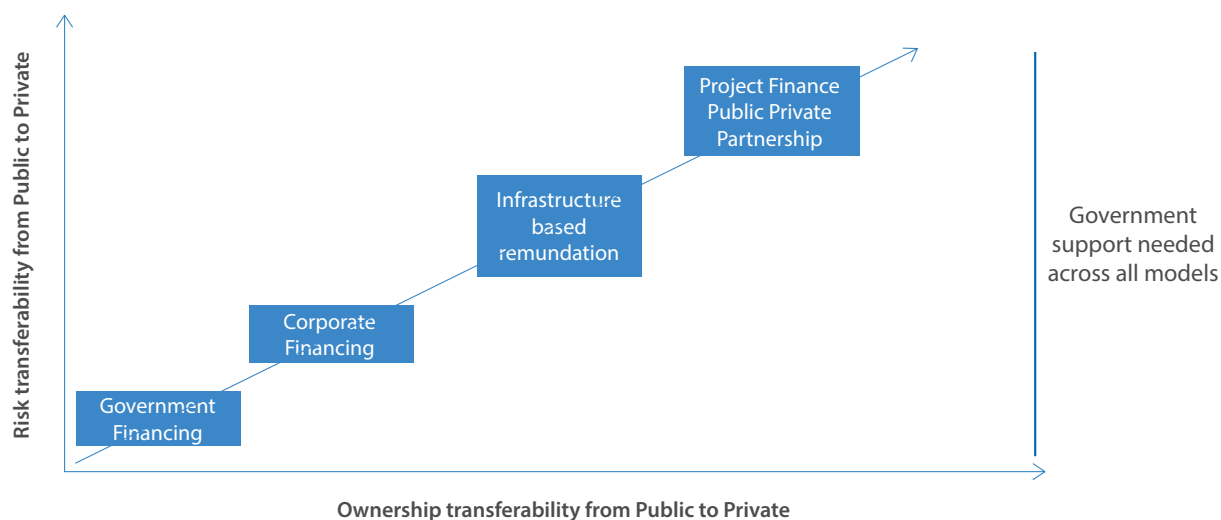 Risk transferability from Public to Private
Project Finance
Public Private
Partnership
Infrastructure
based
remundation
Corporate
Financing
Government
Financing
Government
support needed
across all models
Ownership transferability from Public to Private